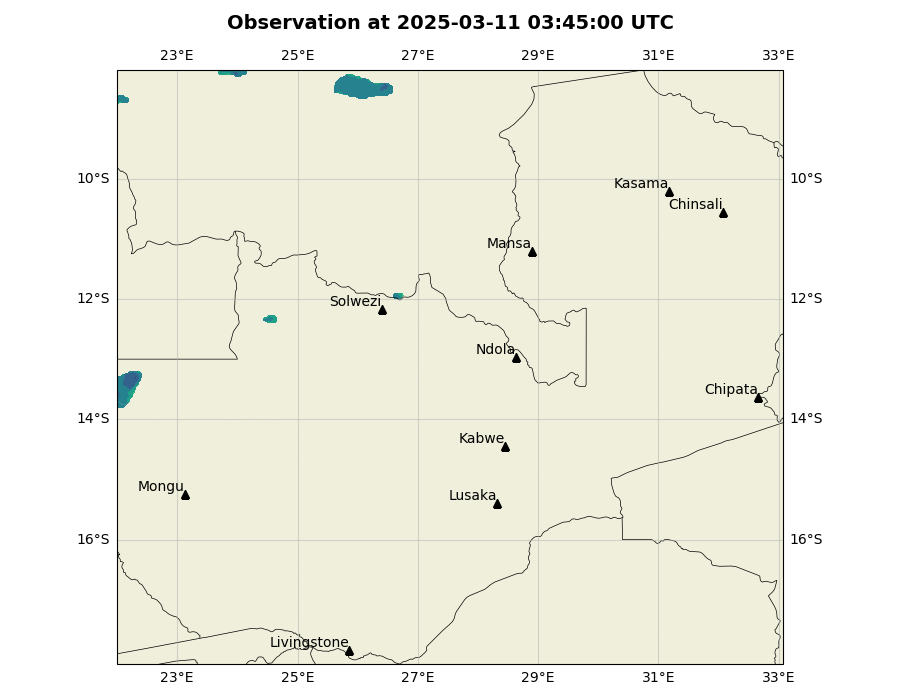 Observation at 2025-03-11 03:45:00 UTC
23°E 25°E 27°E 29°E 31°E 33°E
10°S 10°S
Kasama
Chinsali
Mansa
12°S 12°S
Solwezi
Ndola
Chipata
14°S 14°S
Kabwe
Mongu
Lusaka
16°S 16°S
Livingstone
23°E 25°E 27°E 29°E 31°E 33°E